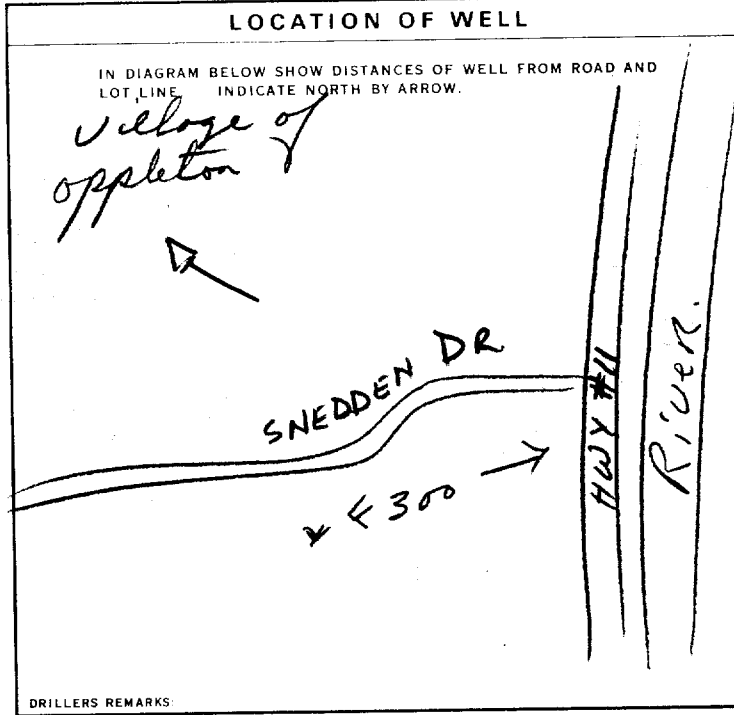 LOCATION OF WELL
IN DIAGRAM BELOW SHOW DISTANCES OF WELL FROM ROAD AND
LOT LINE. INDICATE NORTH BY ARROW.
Village of
appleton
SNEDDEN DR
300
HWY #11
River.
DRILLERS REMARKS: